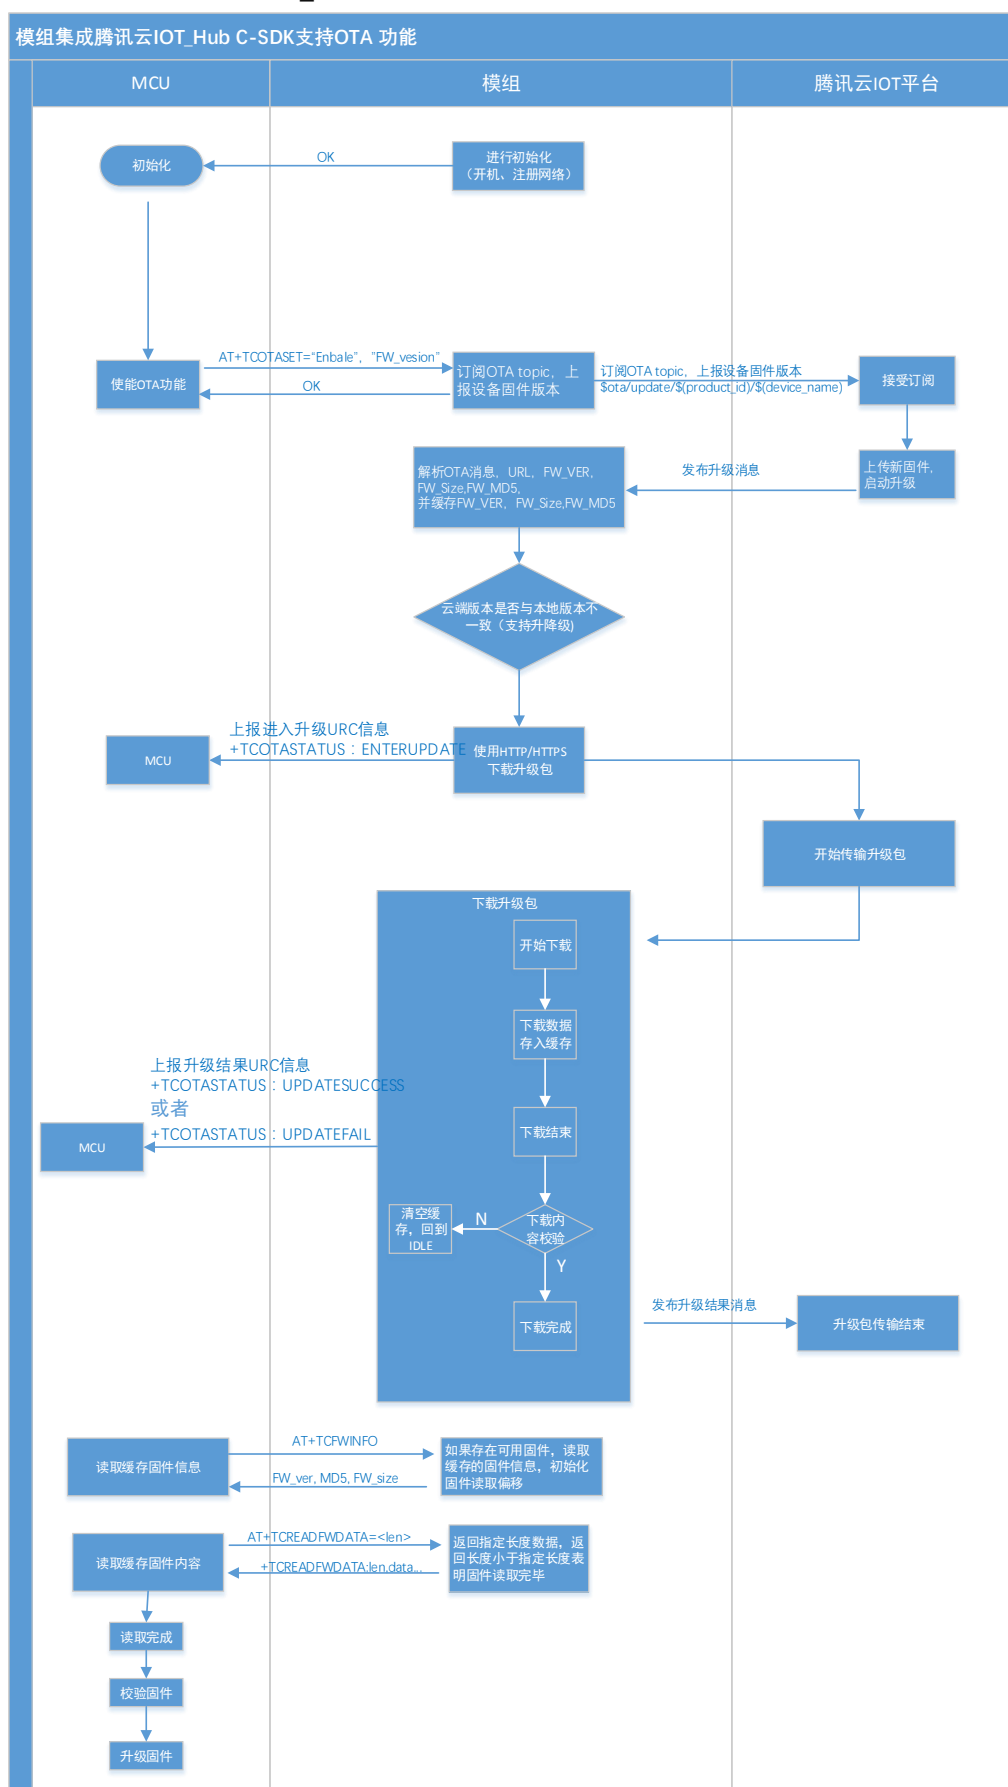 模组集成腾讯云IOT_Hub C-SDK支持OTA 功能
MCU
模组
腾讯云IOT平台
初始化
OK
进行初始化
（开机、注册网络）
AT+TCOTASET=“Enbale”，"FW_vesion"
使能OTA功能
OK
订阅OTA topic，上
报设备固件版本
订阅OTA topic，上报设备固件版本
$ota/update/$(product_id)/$(device_name)
接受订阅
上传新固件，
启动升级
发布升级消息
解析OTA消息，URL，FW_VER，
FW_Size,FW_MD5,
并缓存FW_VER，FW_Size,FW_MD5
云端版本是否与本地版本不
一致（支持升降级)
上报进入升级URC信息
+TCOTASTATUS：ENTERUPDATE
MCU
使用HTTP/HTTPS
下载升级包
开始传输升级包
下载升级包
开始下载
下载数据
存入缓存
上报升级结果URC信息
+TCOTASTATUS：UPDATESUCCESS
或者
+TCOTASTATUS：UPDATEFAIL
MCU
下载结束
清空缓
存，回到
IDLE
N
下载内
容校验
Y
下载完成
发布升级结果消息
升级包传输结束
读取缓存固件信息
AT+TCFWINFO
FW_ver, MD5, FW_size
如果存在可用固件，读取
缓存的固件信息，初始化
固件读取偏移
读取缓存固件内容
AT+TCREADFWDATA=<len>
+TCREADFWDATA:len,data...
返回指定长度数据，返
回长度小于指定长度表
明固件读取完毕
读取完成
校验固件
升级固件